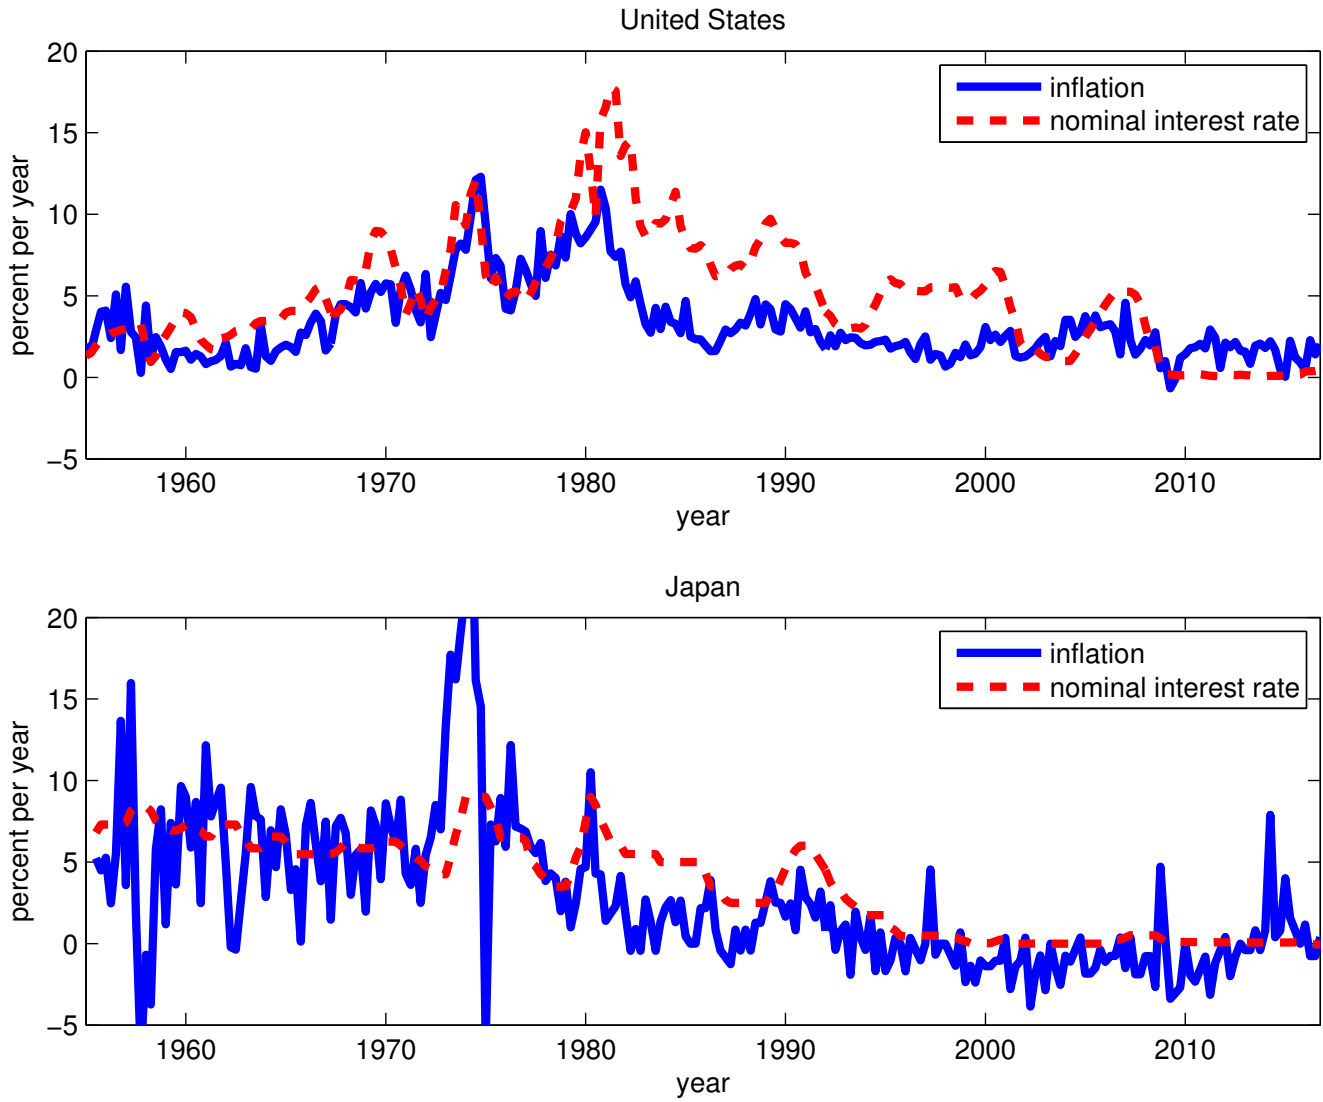 United States
20
15
10
5
0
−5
percent per year
inflation
nominal interest rate
1960 1970 1980 1990 2000 2010
year
Japan
20
15
10
5
0
−5
percent per year
inflation
nominal interest rate
1960 1970 1980 1990 2000 2010
year